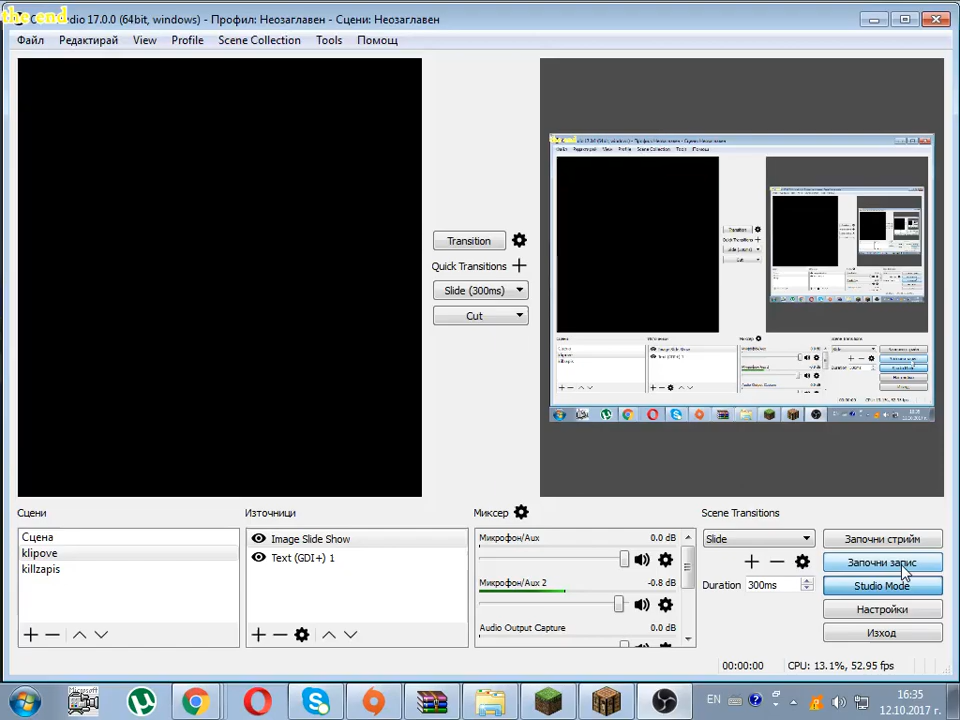 the end
dio 17.0.0 (64bit, windows) - Профил: Неозаглавен - Сцени: Неозаглавен
Файл Редактирай View Profile Scene Collection Tools Помощ
Transition
Quick Transitions
Slide (300ms)
Cut
Сцени
Сцена
klipove
killzapis
Източници
Image Slide Show
Text (GDI+) 1
Миксер
Микрофон/Aux 0.0 dB
Микрофон/Aux 2 -0.8 dB
Audio Output Capture 0.0 dB
Scene Transitions
Slide
Duration 300ms
Започни стрийм
Започни запис
Studio Mode
Настройки
Изход
00:00:00 CPU: 13.1%, 52.95 fps
Microsoft
EN
16:35
12.10.2017 г.